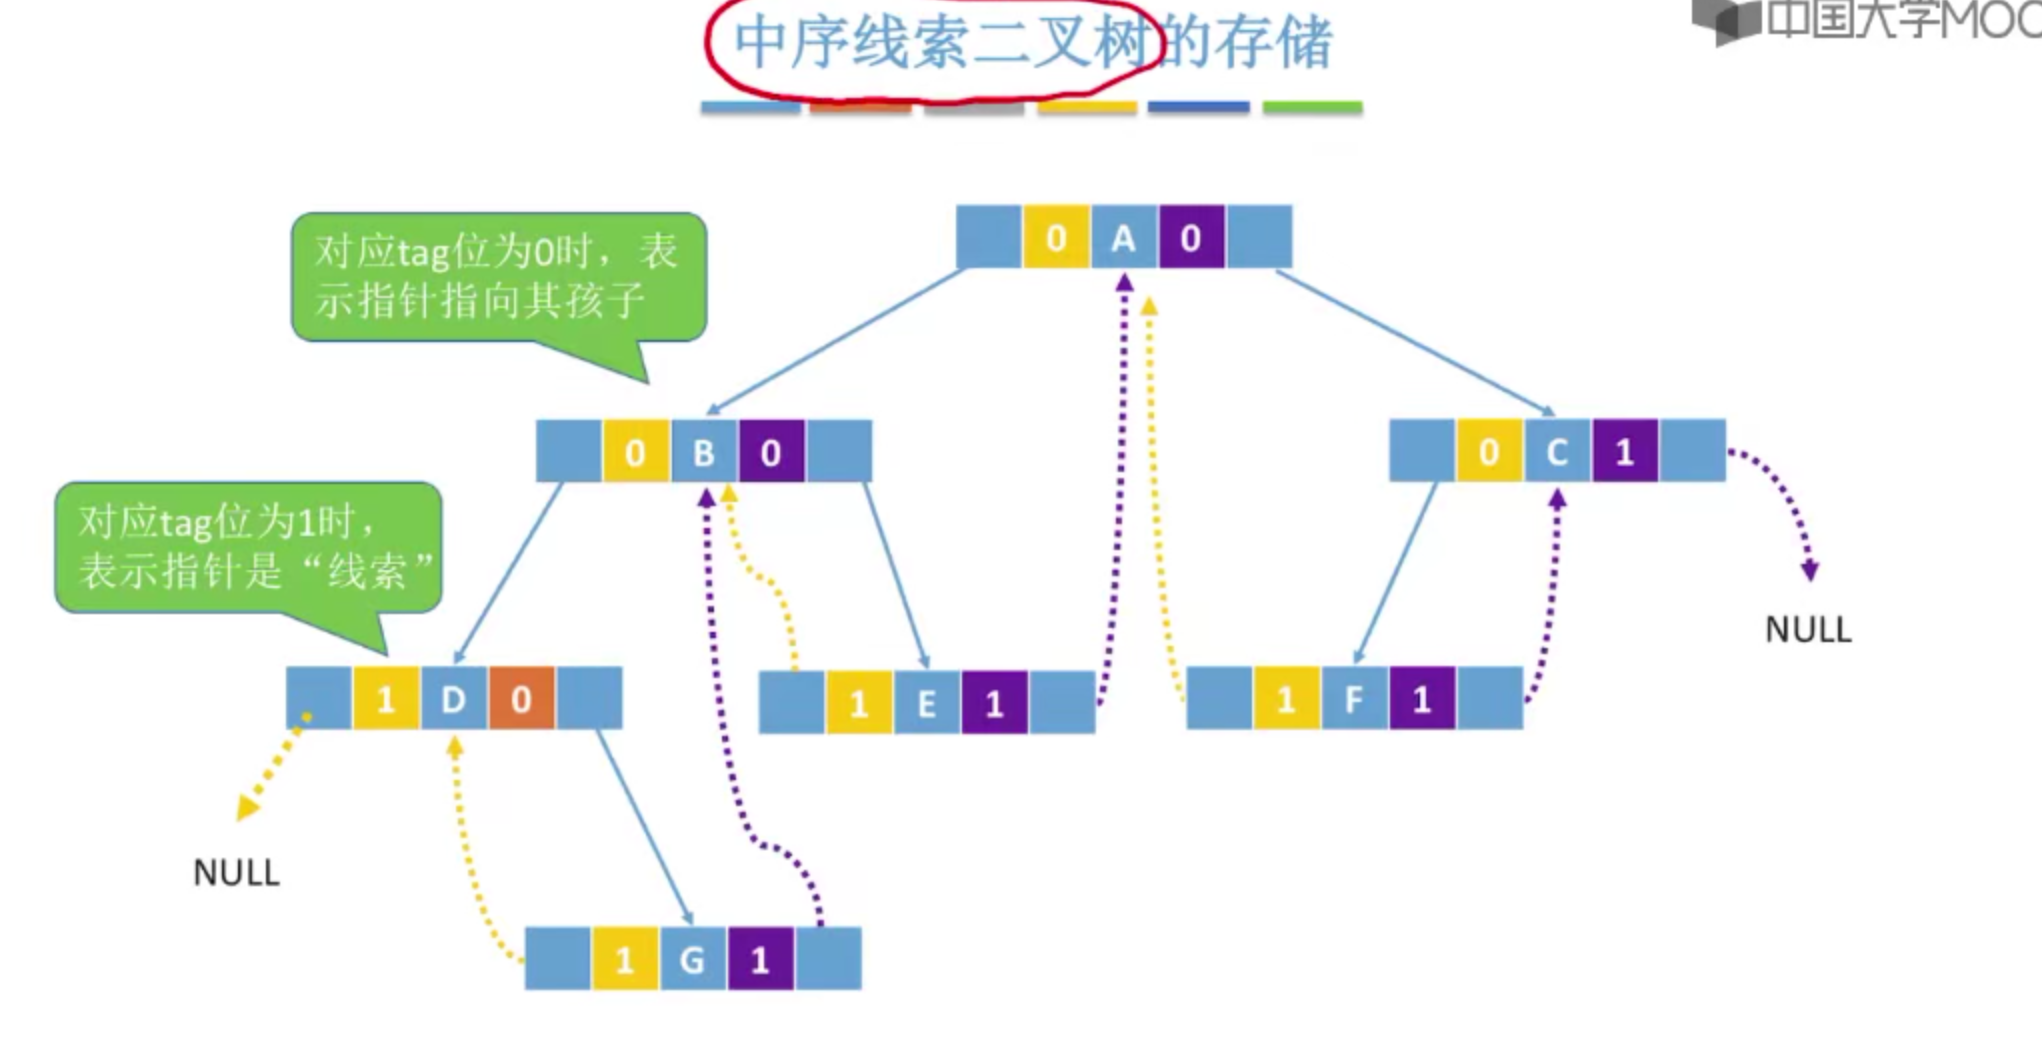 中序线索二叉树的存储
中国大学MOO
0 A 0
对应tag位为0时，表
示指针指向其孩子
0 B 0
0 C 1
对应tag位为1时，
表示指针是“线索”
NULL
1 D 0
1 E 1
1 F 1
NULL
1 G 1